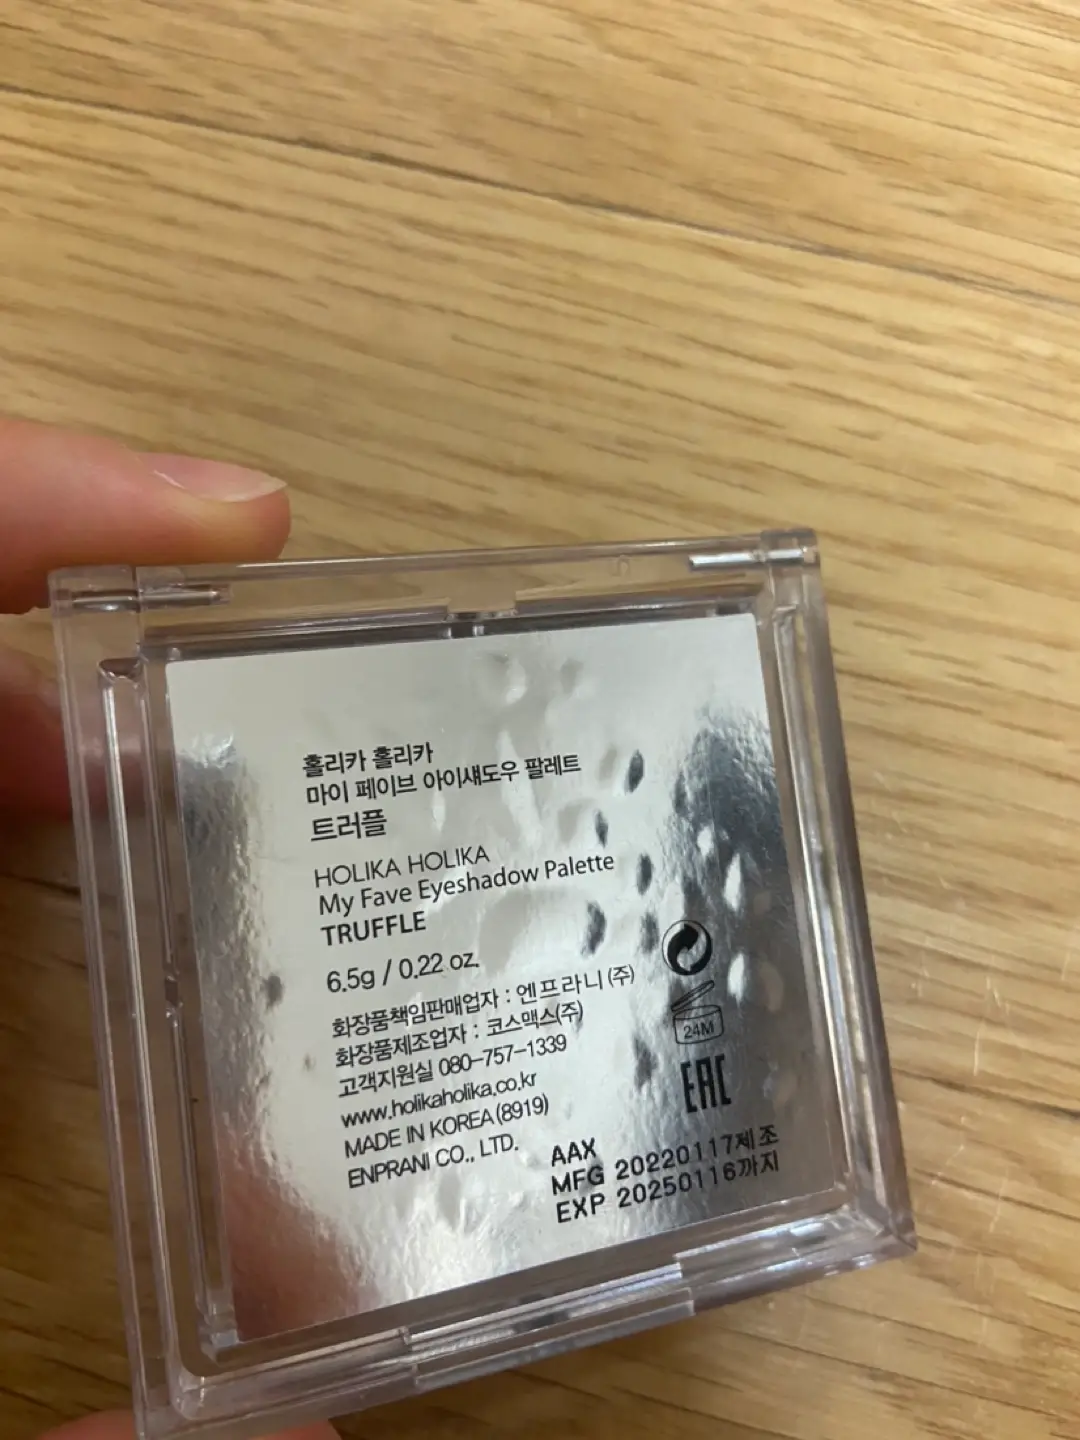 홀리카 홀리카
마이 페이브 아이섀도우 팔레트
트러플
HOLIKA HOLIKA
My Fave Eyeshadow Palette
TRUFFLE
6.5g / 0.22 oz.
화장품책임판매업자 : 엔프라니(주)
화장품제조업자 : 코스맥스(주)
고객지원실 080-757-1339
www.holikaholika.co.kr
MADE IN KOREA (8919)
ENPRANI CO., LTD.
24M
EAC
AAX
MFG 20220117제조
EXP 20250116까지